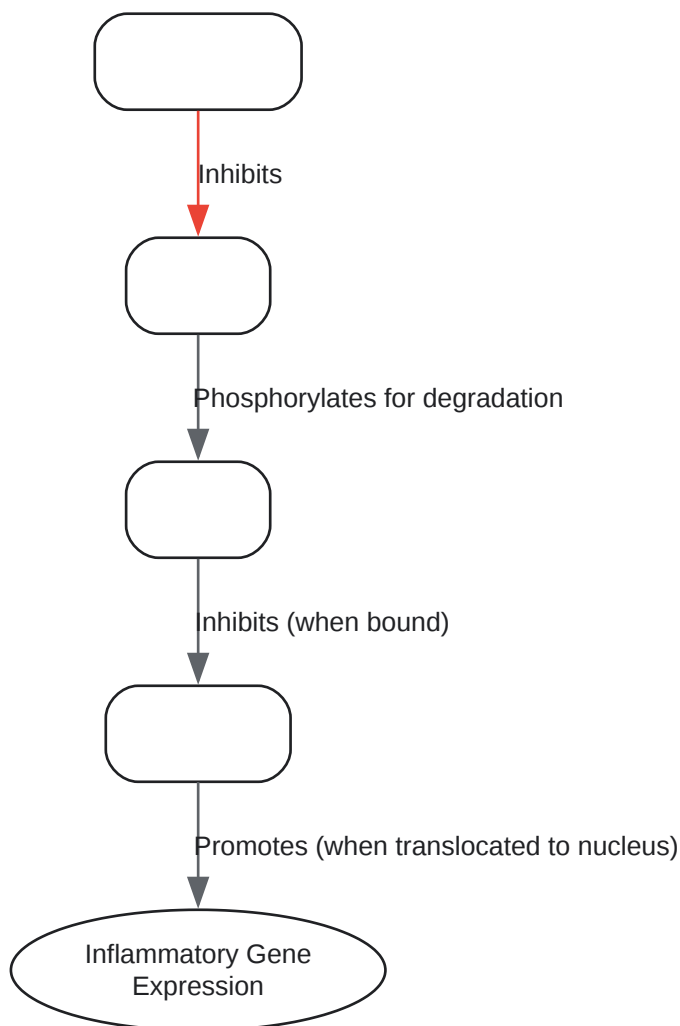 Inhibits
Phosphorylates for degradation
Inhibits (when bound)
Promotes (when translocated to nucleus)
Inflammatory Gene
Expression